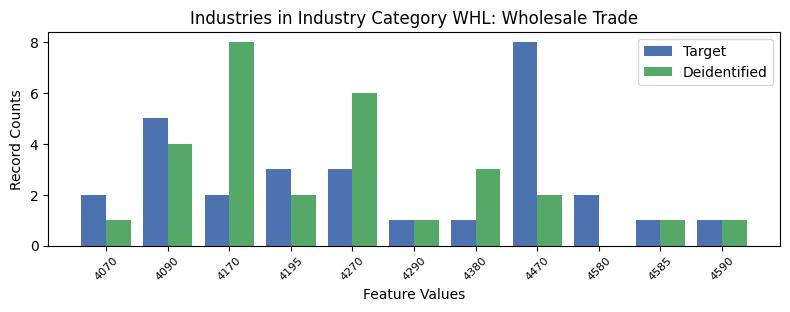 Industries in Industry Category WHL: Wholesale Trade
Target
Deidentified
Record Counts
8
6
4
2
0
4070 4090 4170 4195 4270 4290 4380 4470 4580 4585 4590
Feature Values